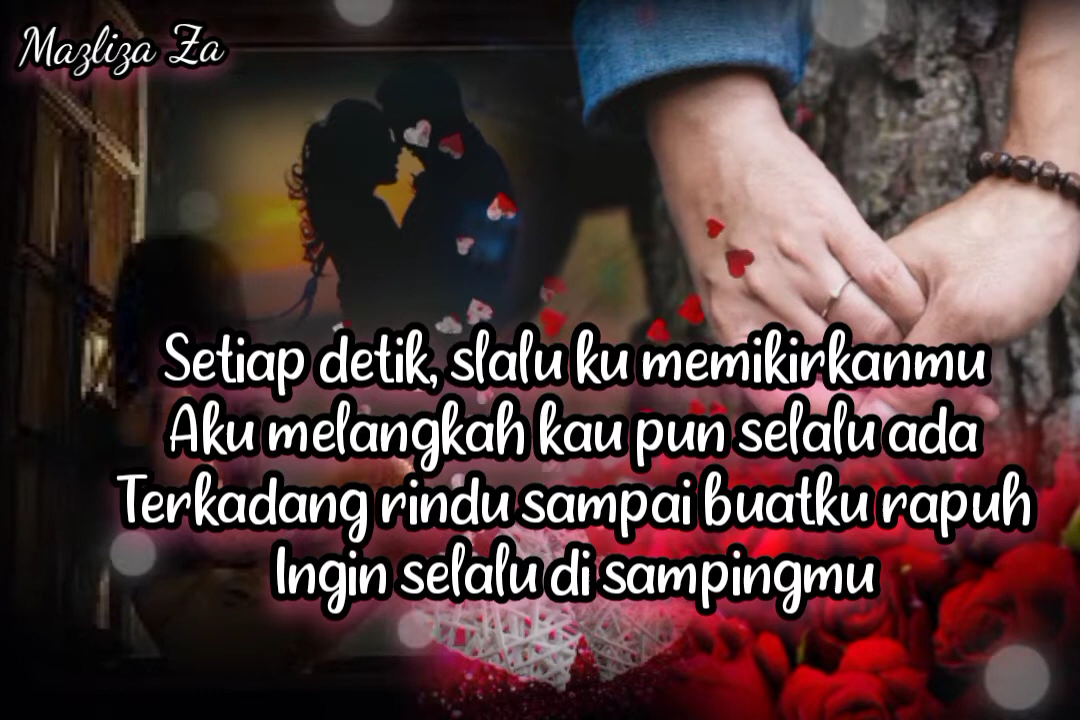 Mazliza Za
Setiap detik, slalu ku memikirkanmu
Aku melangkah kau pun selalu ada
Terkadang rindu sampai buatku rapuh
Ingin selalu di sampingmu